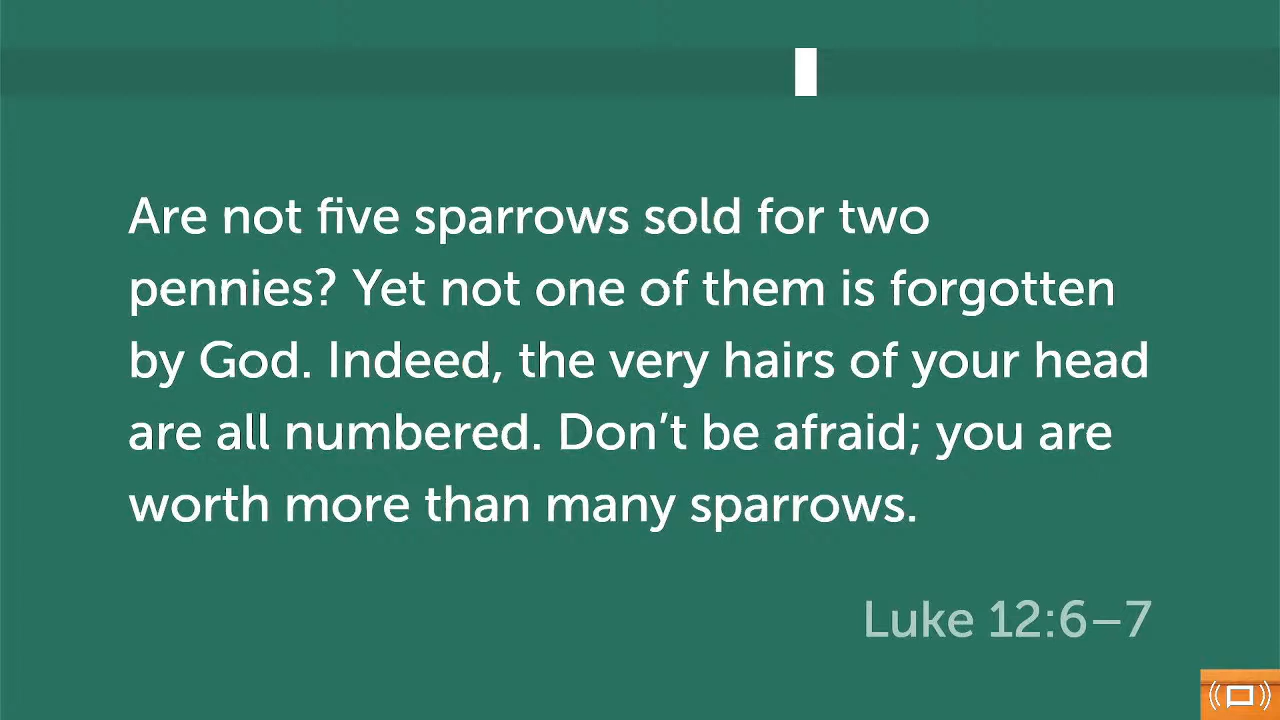 Are not five sparrows sold for two
pennies? Yet not one of them is forgotten
by God. Indeed, the very hairs of your head
are all numbered. Don’t be afraid; you are
worth more than many sparrows.
Luke 12:6–7